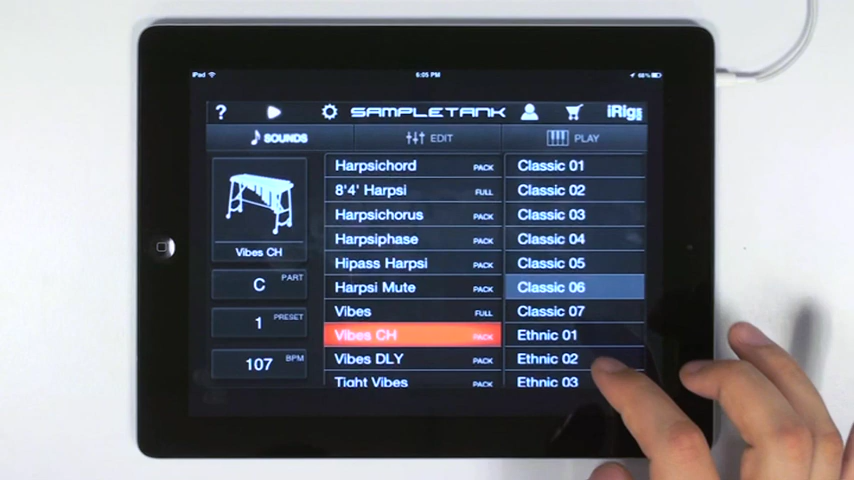 iPad 6:05 PM 68%
? SAMPLETANK iRig
SOUNDS EDIT PLAY
Vibes CH
C PART
1 PRESET
107 BPM
Harpsichord PACK
8'4' Harpsi FULL
Harpsichorus PACK
Harpsiphase PACK
Hipass Harpsi PACK
Harpsi Mute PACK
Vibes FULL
Vibes CH PACK
Vibes DLY PACK
Tight Vibes PACK
Classic 01
Classic 02
Classic 03
Classic 04
Classic 05
Classic 06
Classic 07
Ethnic 01
Ethnic 02
Ethnic 03